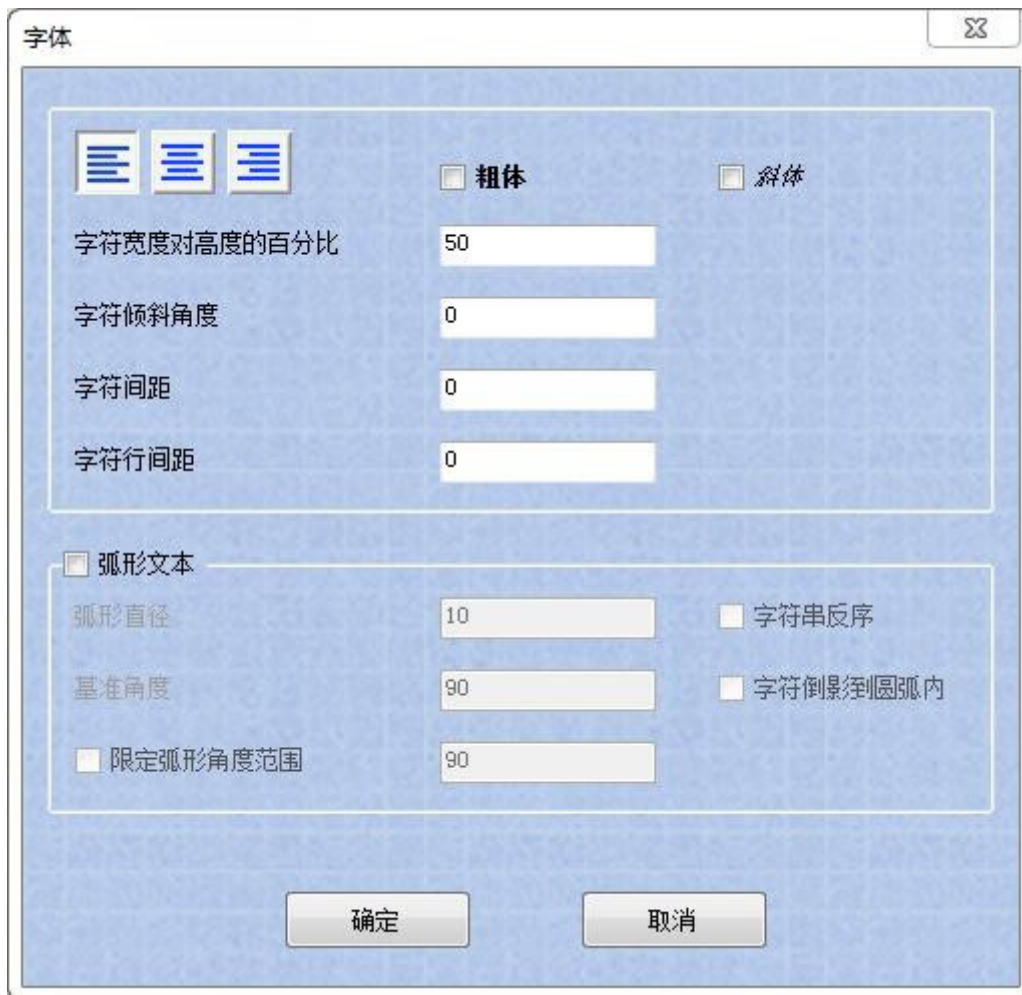 字体
粗体 斜体
字符宽度对高度的百分比 50
字符倾斜角度 0
字符间距 0
字符行间距 0
弧形文本
弧形直径 10 字符串反序
基准角度 90 字符倒影到圆弧内
限定弧形角度范围 90
确定 取消